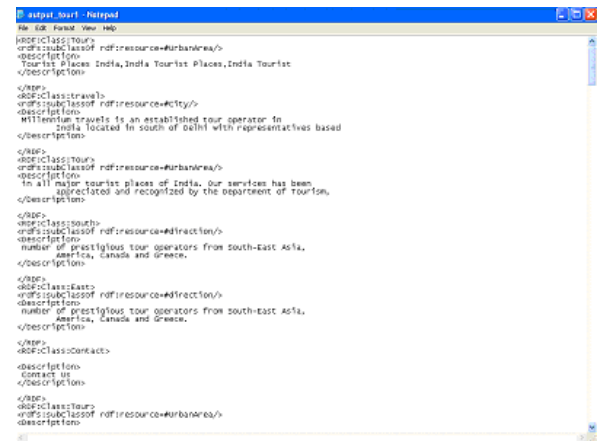 output_tour1 - Notepad
File Edit Format View Help
<RDF:Class:Tour>
<rdfs:subClassOf rdf:resource=#UrbanArea/>
<Description>
Tourist Places India,India Tourist Places,India Tourist
</Description>
</RDF>
<RDF:Class:travel>
<rdfs:subClassOf rdf:resource=#City/>
<Description>
Millennium travels is an established tour operator in
India located in south of Delhi with representatives based
</Description>
</RDF>
<RDF:Class:Tour>
<rdfs:subClassOf rdf:resource=#UrbanArea/>
<Description>
in all major tourist places of India. Our services has been
appreciated and recognized by the Department of Tourism,
</Description>
</RDF>
<RDF:Class:South>
<rdfs:subClassOf rdf:resource=#direction/>
<Description>
number of prestigious tour operators from South-East Asia,
America, Canada and Greece.
</Description>
</RDF>
<RDF:Class:East>
<rdfs:subClassOf rdf:resource=#direction/>
<Description>
number of prestigious tour operators from South-East Asia,
America, Canada and Greece.
</Description>
</RDF>
<RDF:Class:Contact>
<Description>
Contact Us
</Description>
</RDF>
<RDF:Class:Tour>
<rdfs:subClassOf rdf:resource=#UrbanArea/>
<Description>